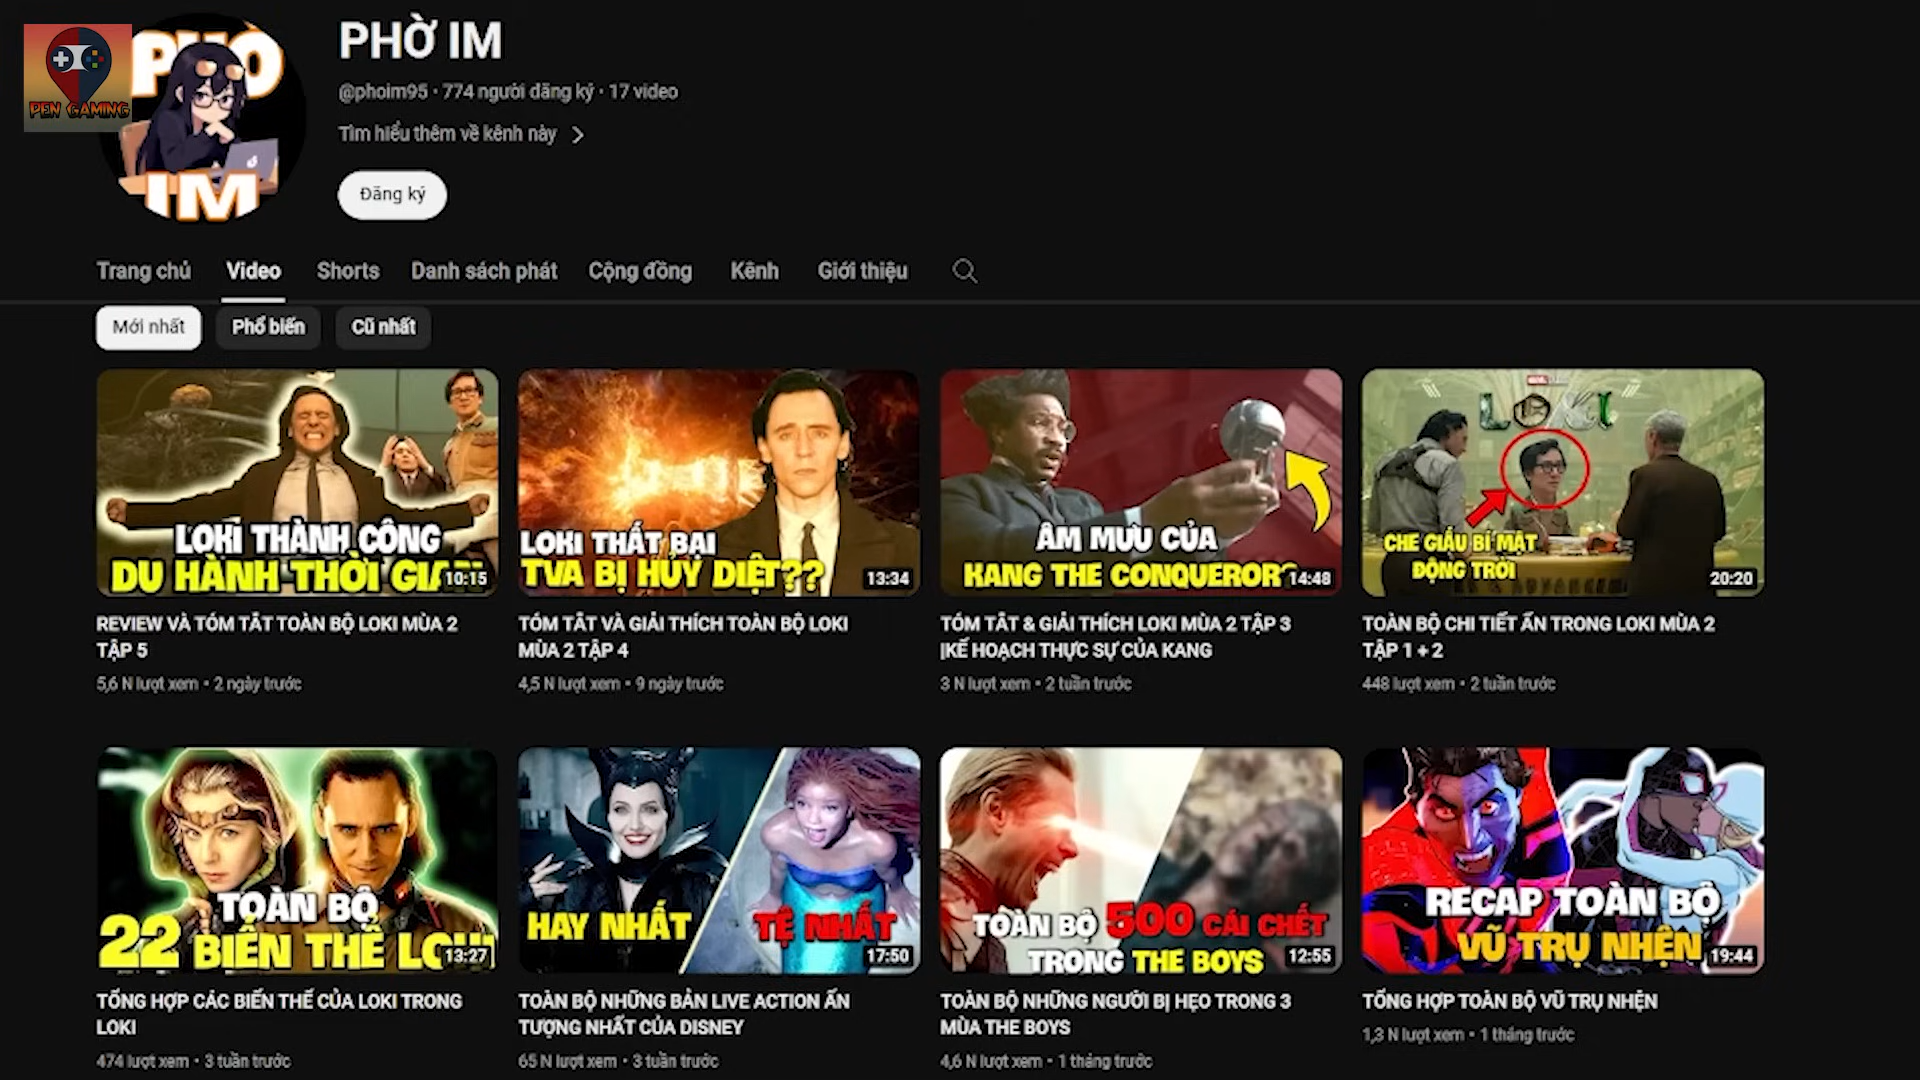 PHỜ IM
PEN GAMING
PHỜ
IM
@phoim95 • 774 người đăng ký • 17 video
Tìm hiểu thêm về kênh này
Đăng ký
Trang chủ Video Shorts Danh sách phát Cộng đồng Kênh Giới thiệu
Mới nhất Phổ biến Cũ nhất
LOKI THÀNH CÔNG
DU HÀNH THỜI
10:15
LOKI THẤT BẠI
TVA BỊ HỦY DIỆT??
13:34
ÂM MƯU CỦA
KANG THE CONQUEROR?
14:48
LOKI
CHE GIẤU BÍ MẬT
ĐỘNG TRỜI
20:20
REVIEW VÀ TÓM TẮT TOÀN BỘ LOKI MÙA 2
TẬP 5
5,6 N lượt xem • 2 ngày trước
TÓM TẮT VÀ GIẢI THÍCH TOÀN BỘ LOKI
MÙA 2 TẬP 4
4,5 N lượt xem • 9 ngày trước
TÓM TẮT & GIẢI THÍCH LOKI MÙA 2 TẬP 3
|KẾ HOẠCH THỰC SỰ CỦA KANG
3 N lượt xem • 2 tuần trước
TOÀN BỘ CHI TIẾT ẨN TRONG LOKI MÙA 2
TẬP 1 + 2
448 lượt xem • 2 tuần trước
TOÀN BỘ
22 BIẾN THỂ
13:27
HAY NHẤT
TỆ NHẤT
17:50
TOÀN BỘ 500 CÁI CHẾT
TRONG THE BOYS
12:55
RECAP TOÀN BỘ
VŨ TRỤ NHỆN
19:44
TỔNG HỢP CÁC BIẾN THỂ CỦA LOKI TRONG
LOKI
474 lượt xem • 3 tuần trước
TOÀN BỘ NHỮNG BẢN LIVE ACTION ẤN
TƯỢNG NHẤT CỦA DISNEY
65 N lượt xem • 3 tuần trước
TOÀN BỘ NHỮNG NGƯỜI BỊ HẸO TRONG 3
MÙA THE BOYS
4,6 N lượt xem • 1 tháng trước
TỔNG HỢP TOÀN BỘ VŨ TRỤ NHỆN
1,3 N lượt xem • 1 tháng trước